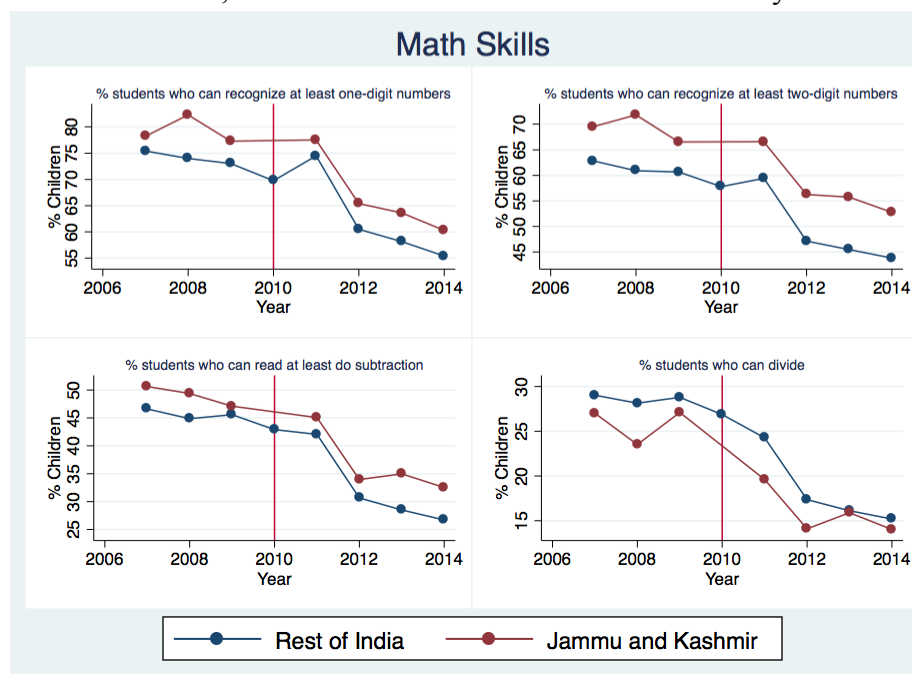 Math Skills
% students who can recognize at least one-digit numbers
% Children
80
75
70
65
60
55
2006 2008 2010 2012 2014
Year
% students who can recognize at least two-digit numbers
% Children
70
65
60
55
50
45
2006 2008 2010 2012 2014
Year
% students who can read at least do subtraction
% Children
50
45
40
35
30
25
2006 2008 2010 2012 2014
Year
% students who can divide
% Children
30
25
20
15
2006 2008 2010 2012 2014
Year
Rest of India Jammu and Kashmir